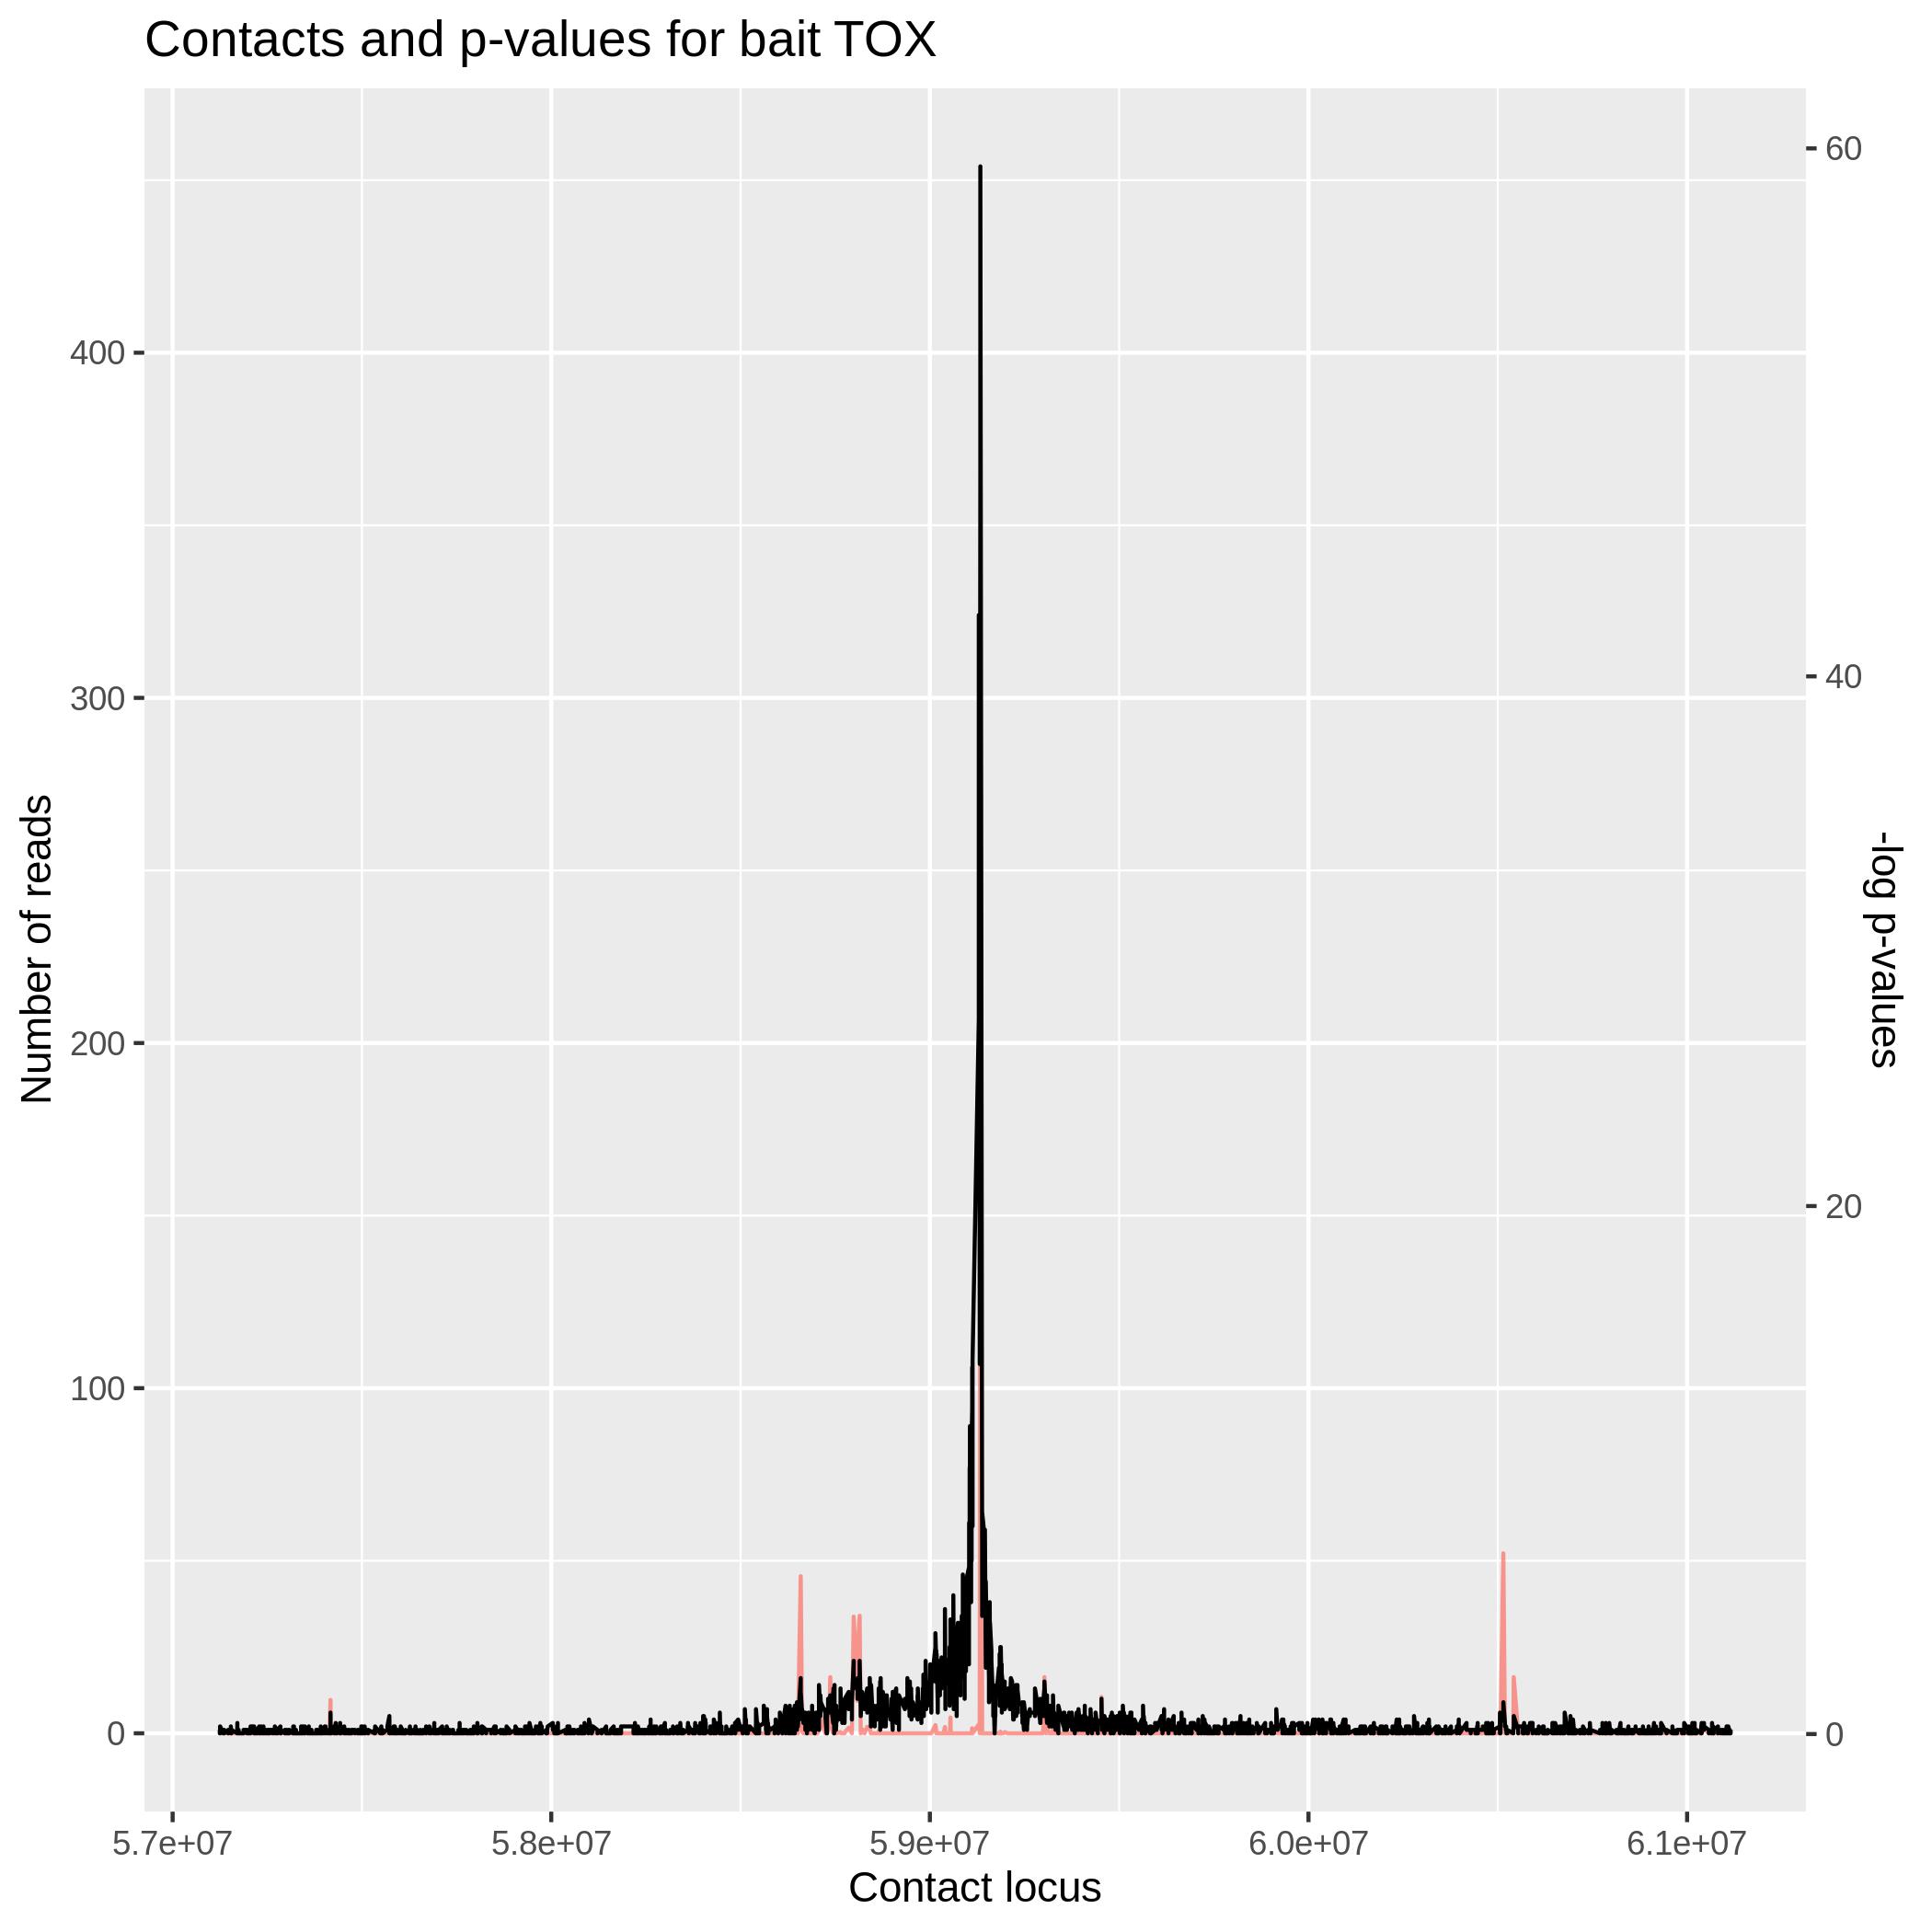 Contacts and p-values for bait TOX
60
400
40
300
Number of reads
-log p-values
200
20
100
0
0
5.7e+07 5.8e+07 5.9e+07 6.0e+07 6.1e+07
Contact locus